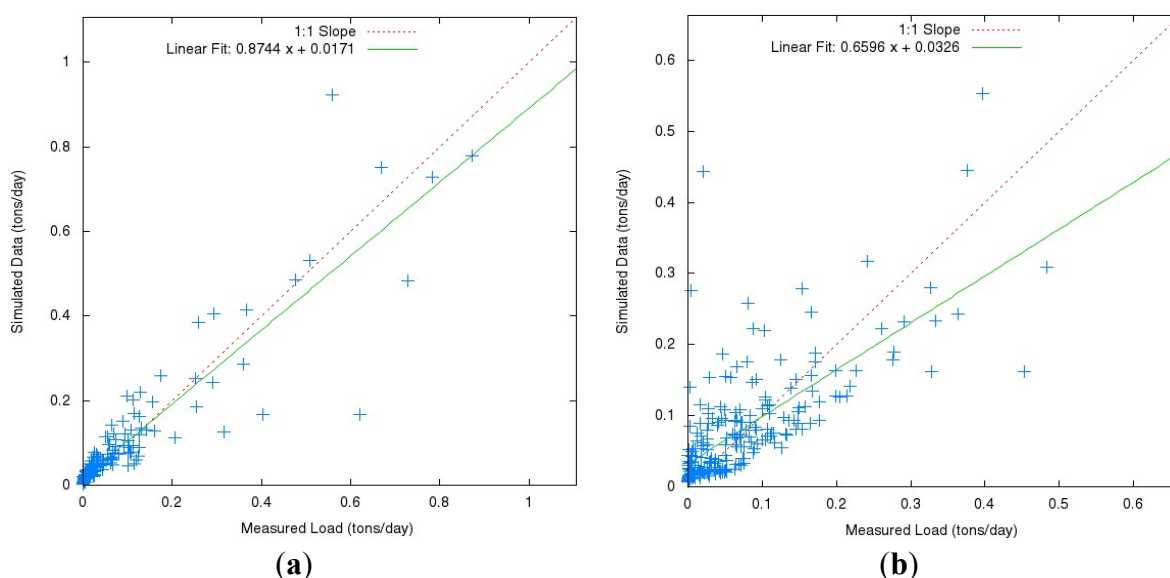 1:1 Slope
Linear Fit: 0.8744 x + 0.0171
1
0.8
0.6
0.4
0.2
0
0 0.2 0.4 0.6 0.8 1
Simulated Data (tons/day)
Measured Load (tons/day)
(a)
1:1 Slope
Linear Fit: 0.6596 x + 0.0326
0.6
0.5
0.4
0.3
0.2
0.1
0
0 0.1 0.2 0.3 0.4 0.5 0.6
Simulated Data (tons/day)
Measured Load (tons/day)
(b)